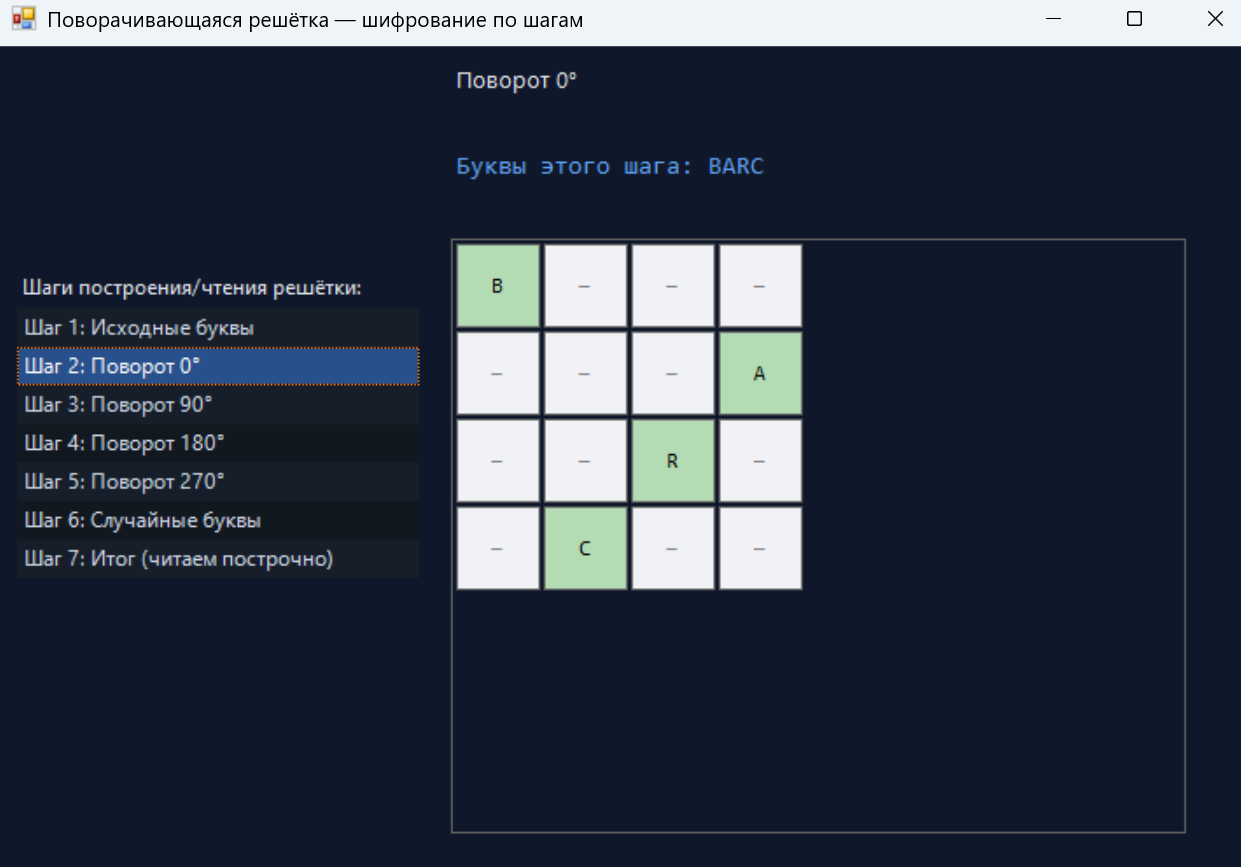 Поворачивающаяся решётка — шифрование по шагам
Поворот 0°
Буквы этого шага: BARC
Шаги построения/чтения решётки:
Шаг 1: Исходные буквы
Шаг 2: Поворот 0°
Шаг 3: Поворот 90°
Шаг 4: Поворот 180°
Шаг 5: Поворот 270°
Шаг 6: Случайные буквы
Шаг 7: Итог (читаем построчно)
B – – –
– – – A
– – R –
– C – –